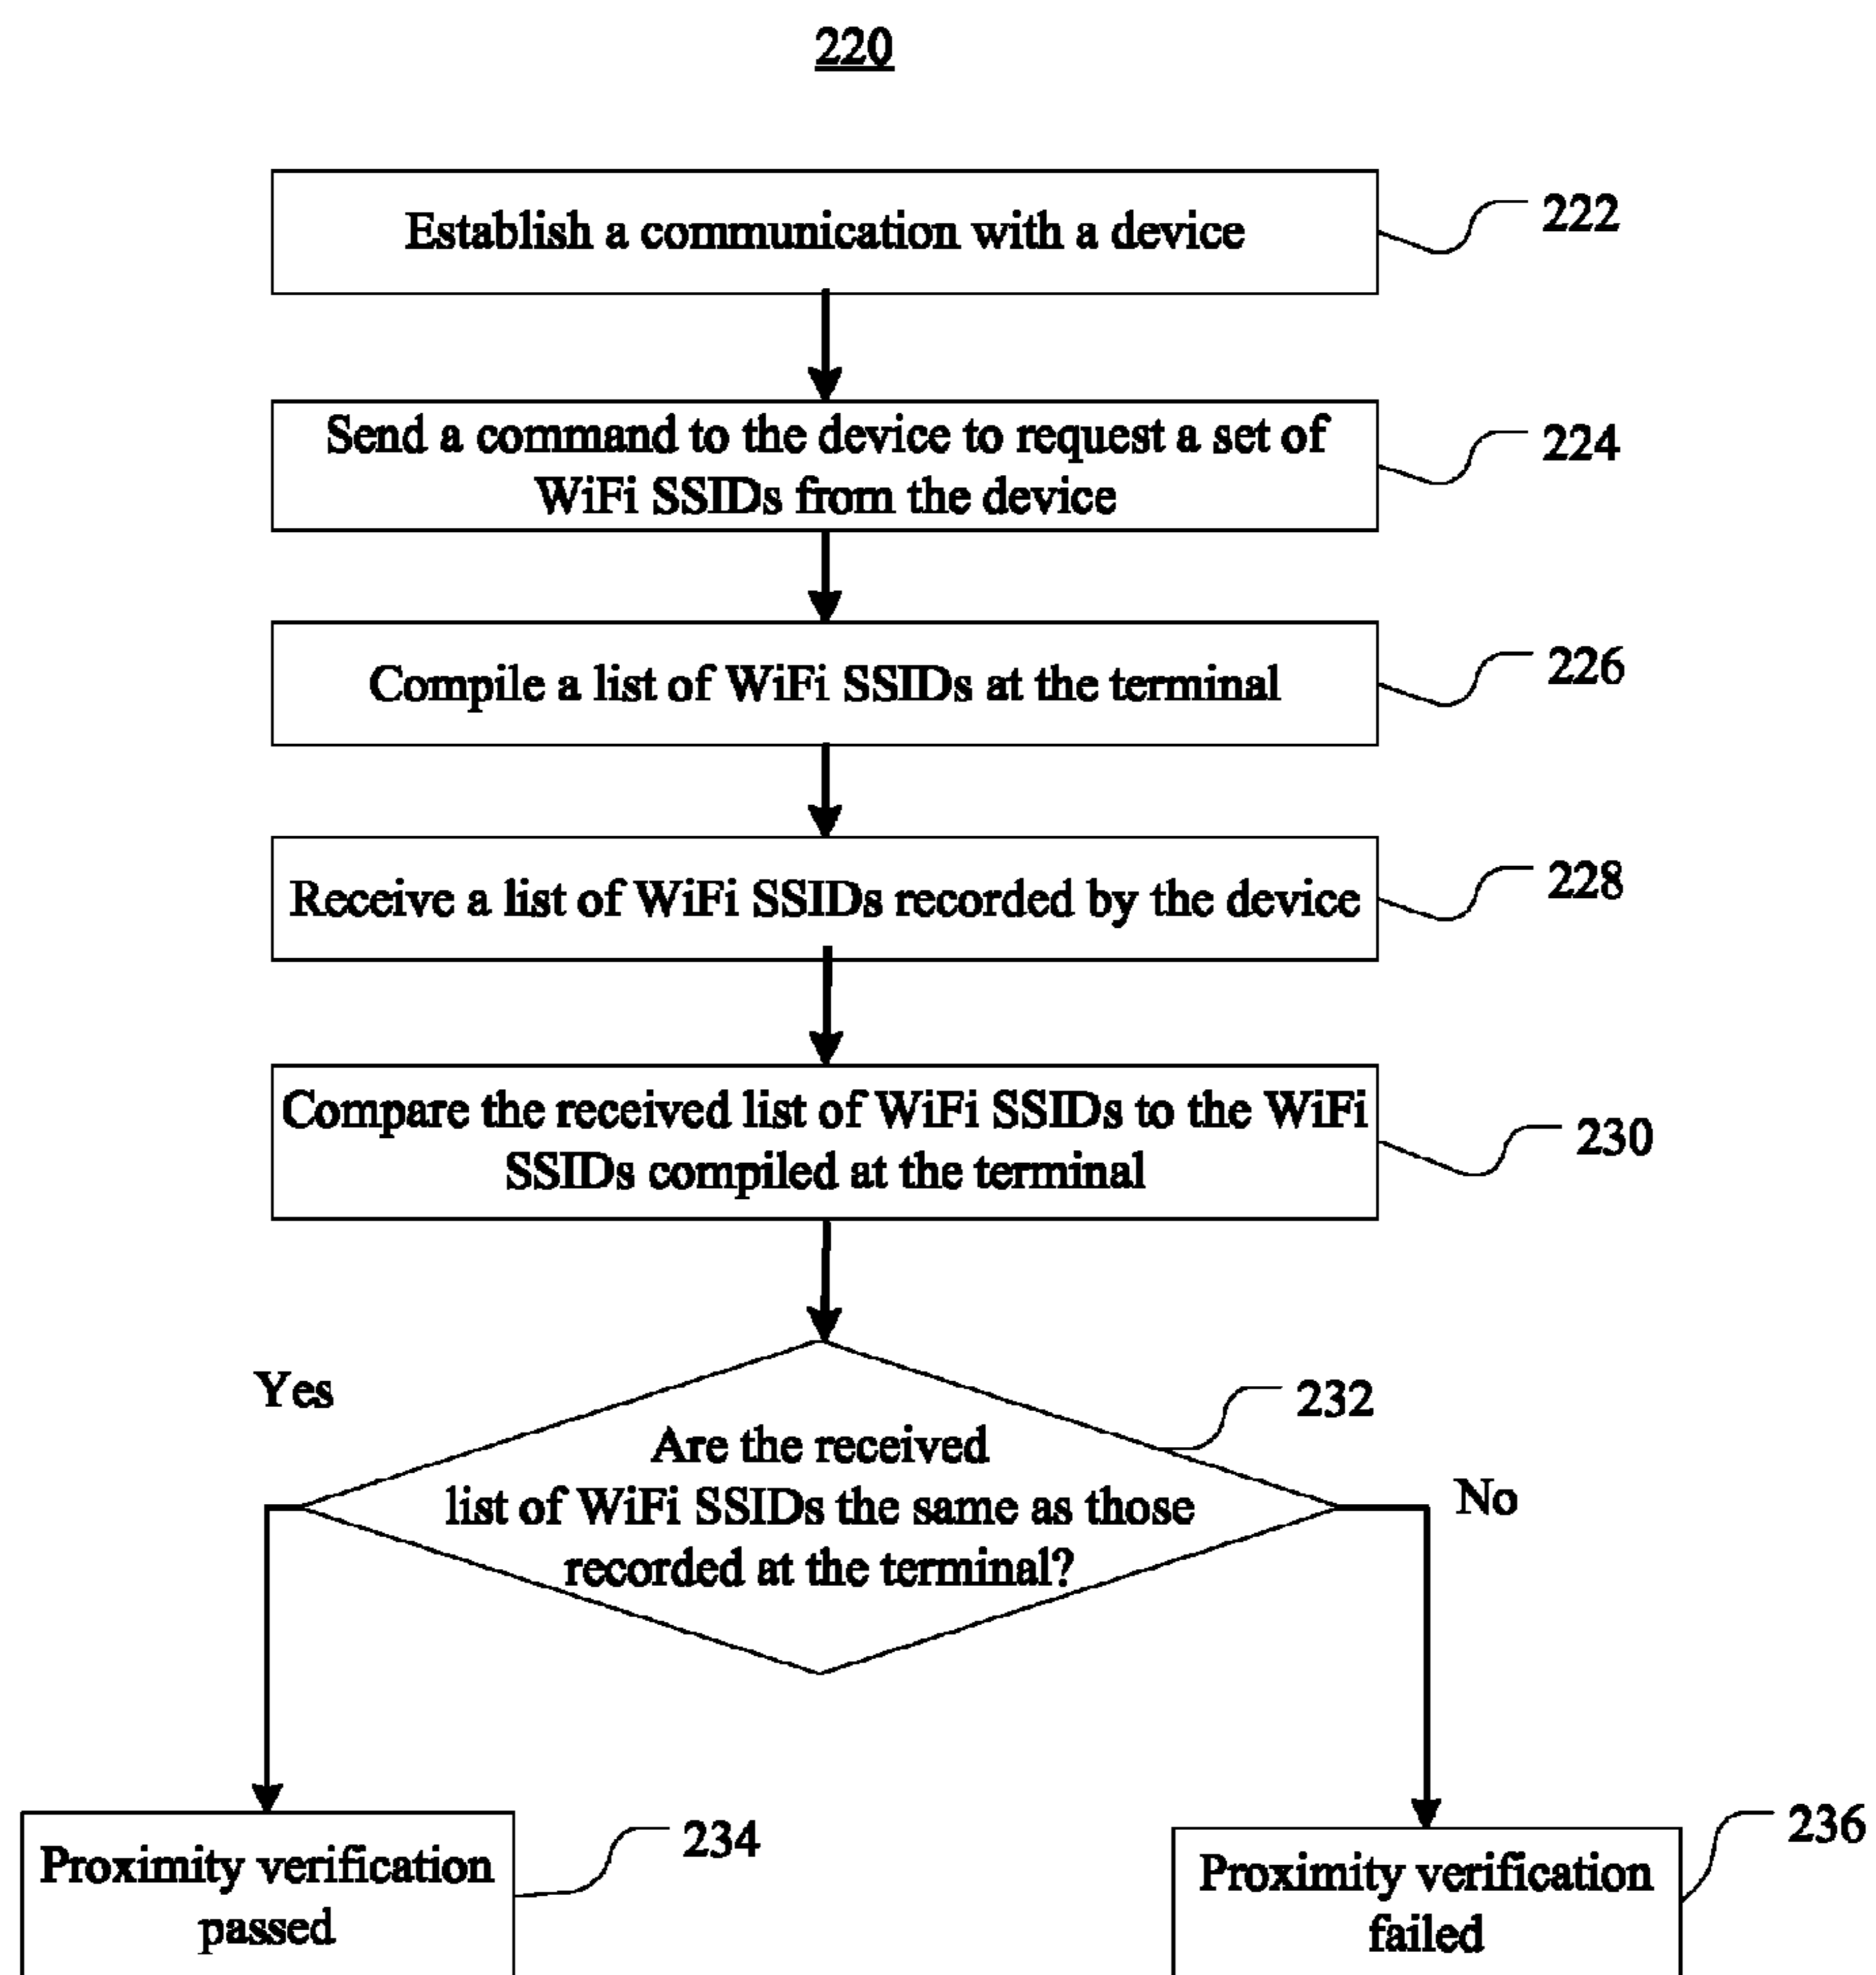 220
Establish a communication with a device
222
Send a command to the device to request a set of
WiFi SSIDs from the device
224
Compile a list of WiFi SSIDs at the terminal
226
Receive a list of WiFi SSIDs recorded by the device
228
Compare the received list of WiFi SSIDs to the WiFi
SSIDs compiled at the terminal
230
Yes
232
Are the received
list of WiFi SSIDs the same as those
recorded at the terminal?
No
Proximity verification
passed
234
Proximity verification
failed
236